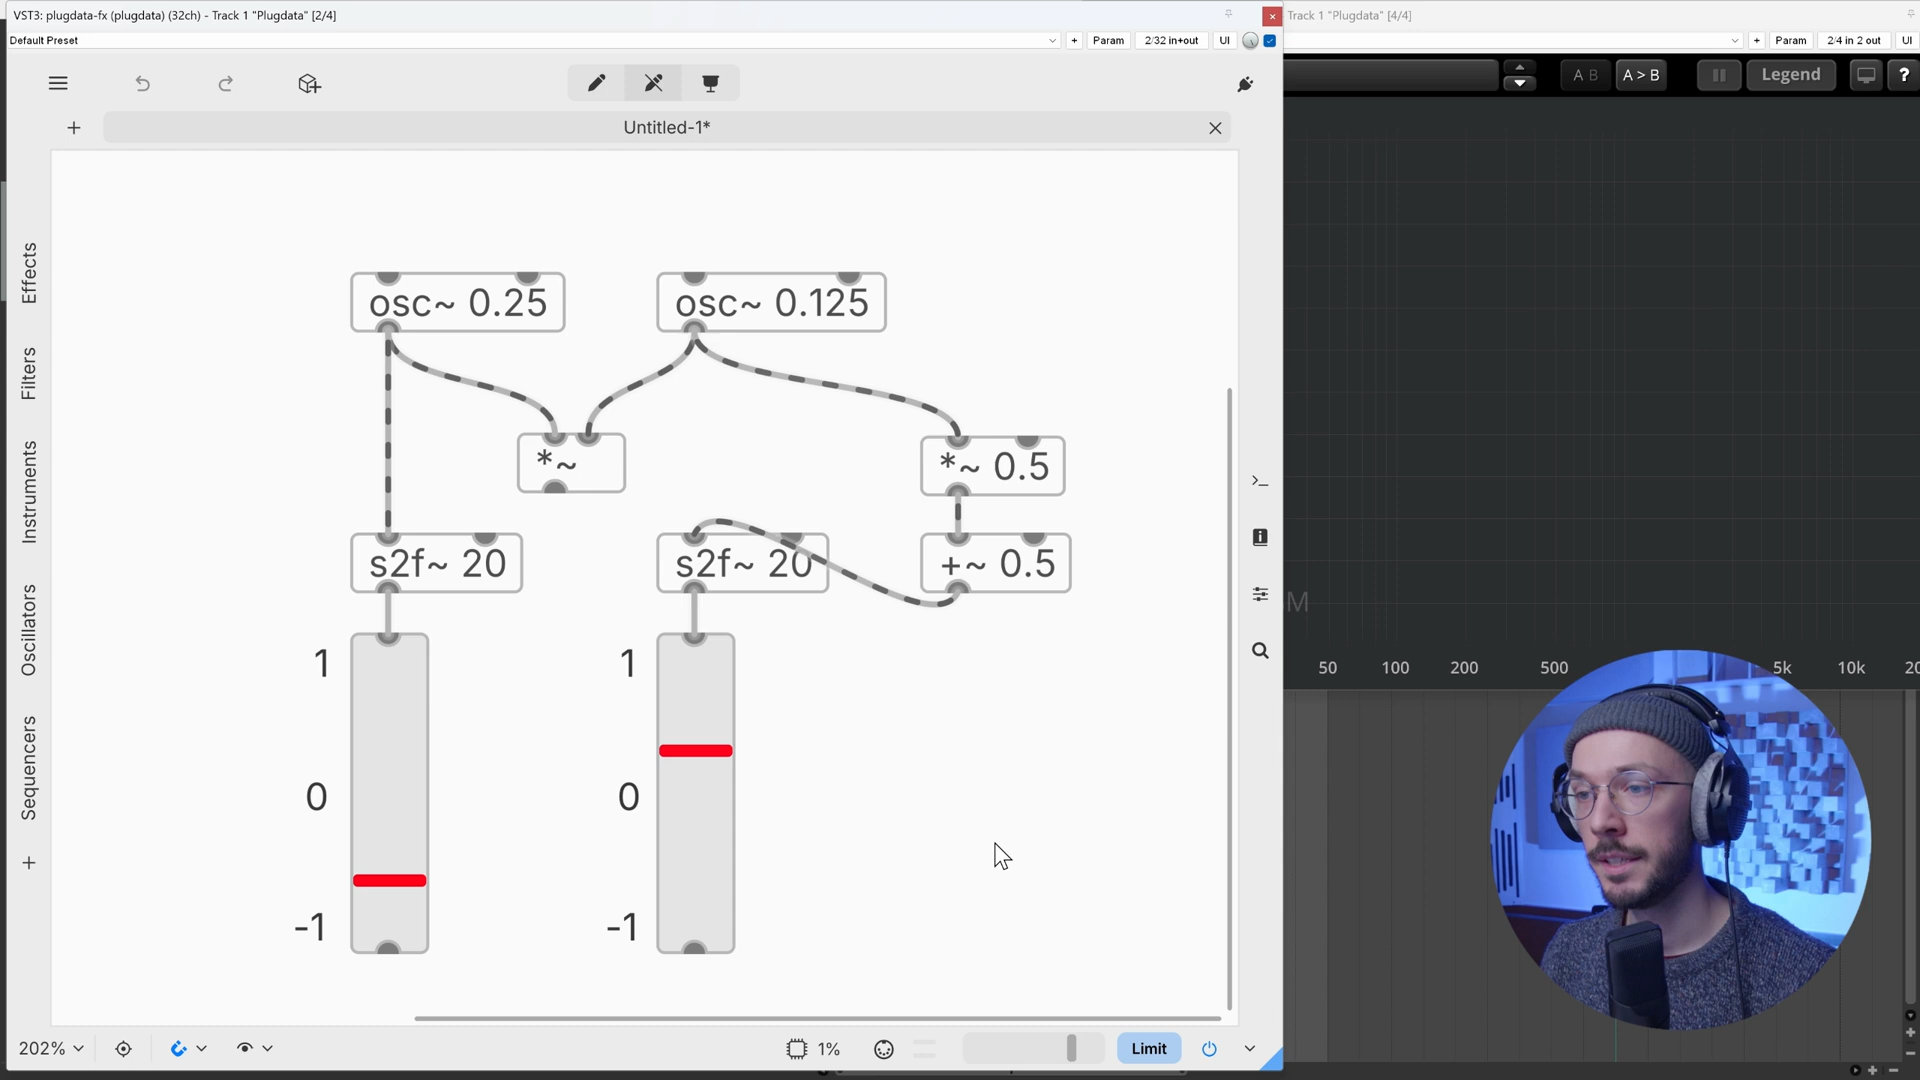 VST3: plugdata-fx (plugdata) (32ch) - Track 1 "Plugdata" [2/4]
Track 1 "Plugdata" [4/4]
Default Preset
+
Param
2/32 in+out
UI
+
Param
2/4 in 2 out
UI
A B
A > B
Legend
?
+
Untitled-1*
Effects
Filters
Instruments
Oscillators
Sequencers
+
osc~ 0.25
osc~ 0.125
*~
*~ 0.5
s2f~ 20
s2f~ 20
+~ 0.5
1
0
-1
1
0
-1
M
50
100
200
500
5k
10k
20
202%
1%
Limit